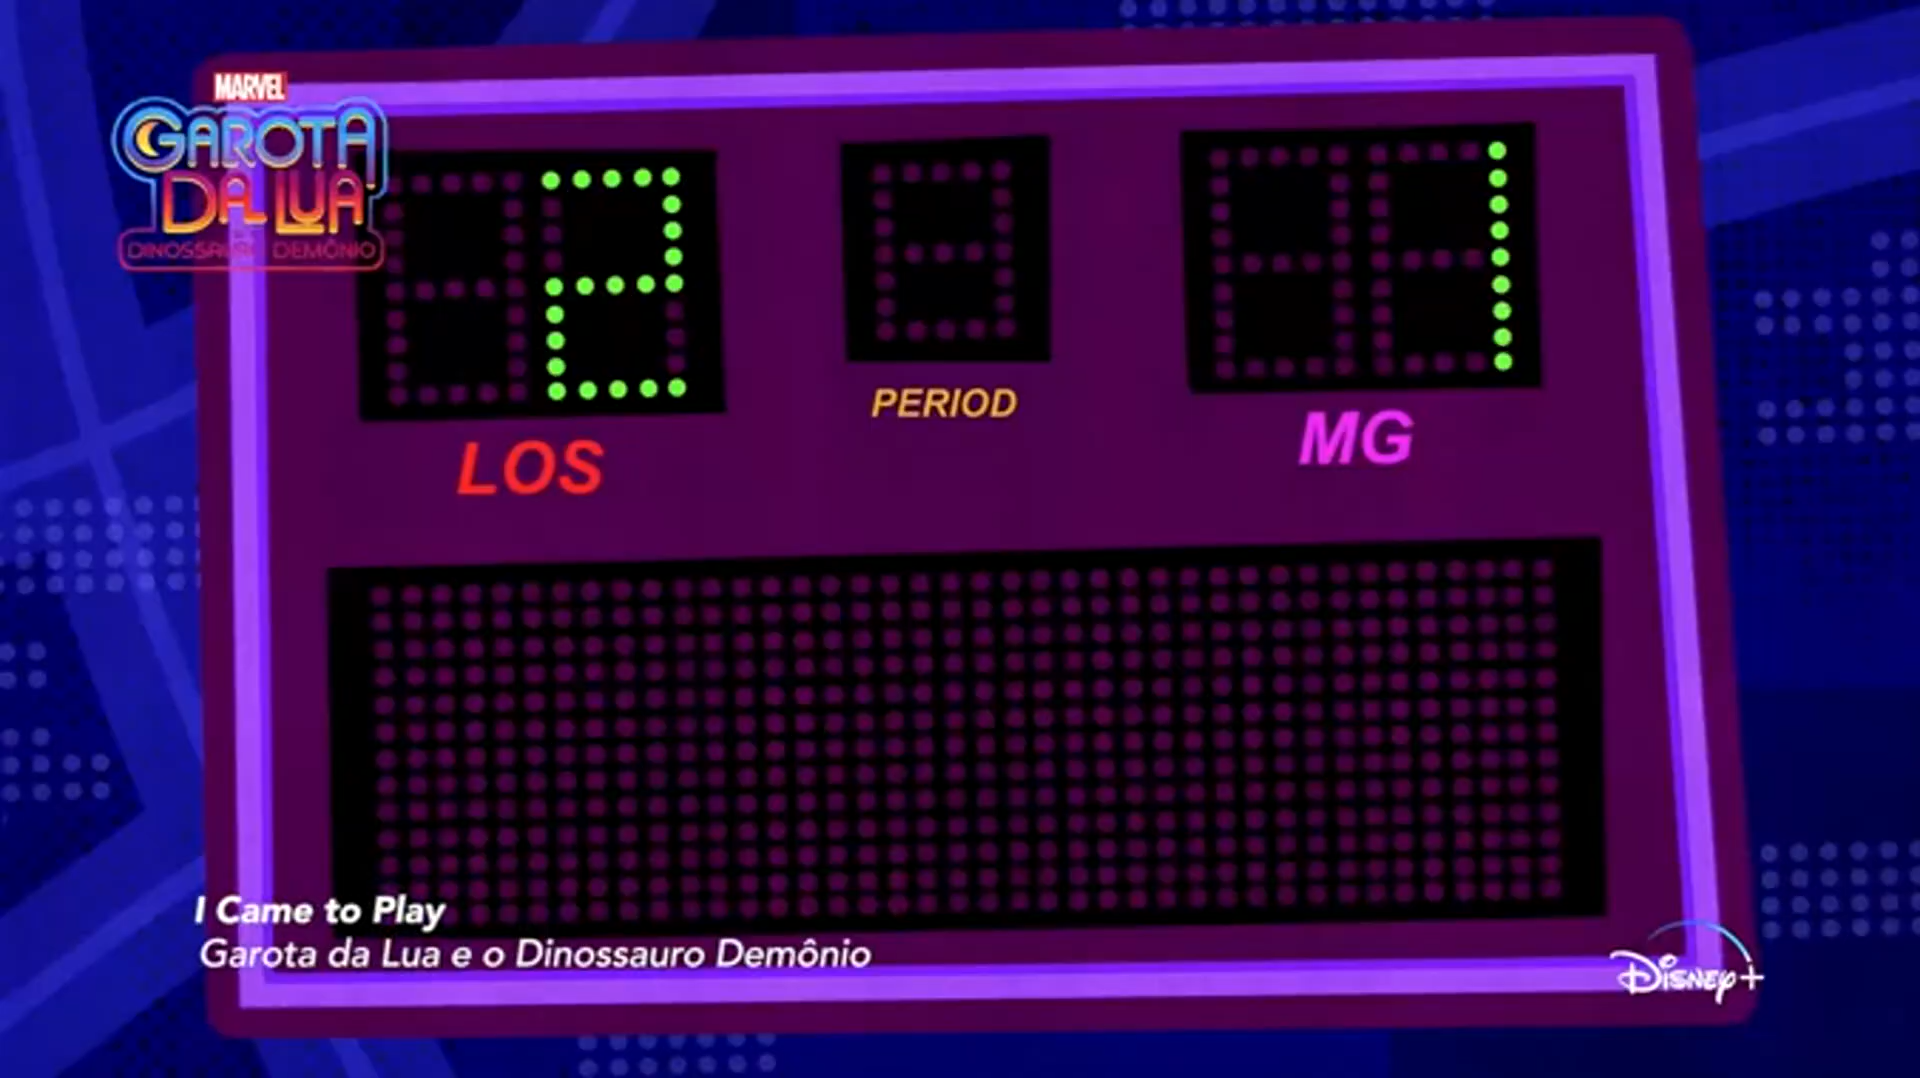 MARVEL
GAROTA
DA LUA
DINOSSAURO DEMÔNIO
2
1
PERIOD
LOS
MG
I Came to Play
Garota da Lua e o Dinossauro Demônio
Disney+